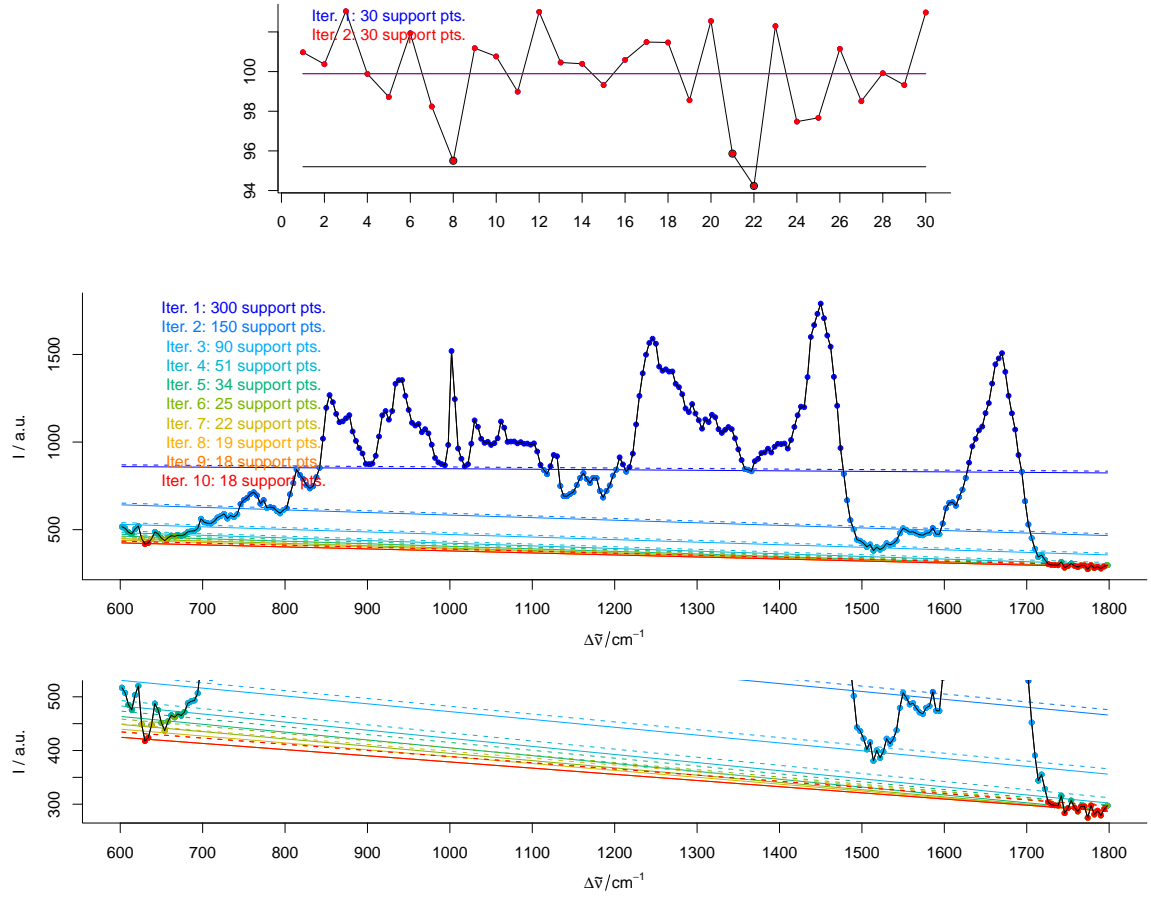 Iter. 1: 30 support pts.
Iter. 2: 30 support pts.
100
98
96
94
0 2 4 6 8 10 12 14 16 18 20 22 24 26 28 30
Iter. 1: 300 support pts.
Iter. 2: 150 support pts.
Iter. 3: 90 support pts.
Iter. 4: 51 support pts.
Iter. 5: 34 support pts.
Iter. 6: 25 support pts.
Iter. 7: 22 support pts.
Iter. 8: 19 support pts.
Iter. 9: 18 support pts.
Iter. 10: 18 support pts.
I / a.u.
1500
1000
500
600 700 800 900 1000 1100 1200 1300 1400 1500 1600 1700 1800
Δν̃/cm⁻¹
I / a.u.
500
400
300
600 700 800 900 1000 1100 1200 1300 1400 1500 1600 1700 1800
Δν̃/cm⁻¹